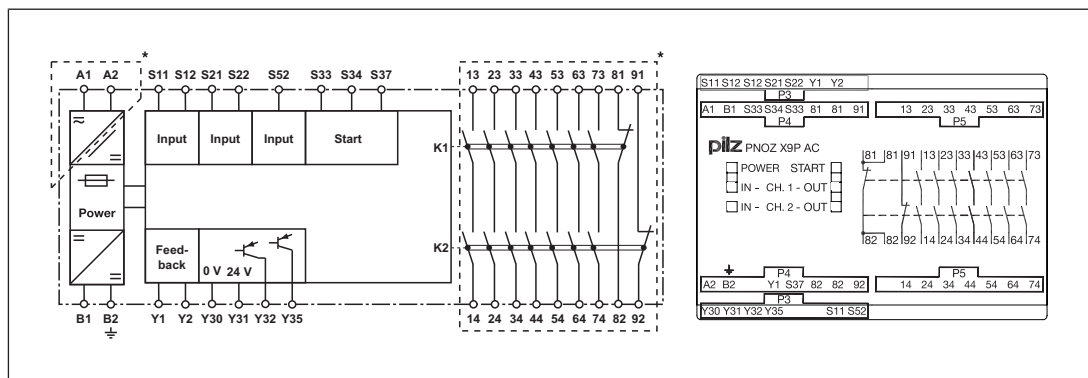 *
*
A1 A2 S11 S12 S21 S22 S52 S33 S34 S37 13 23 33 43 53 63 73 81 91
Input Input Input Start
K1
Power
Feed-
back
0 V 24 V
K2
B1 B2 Y1 Y2 Y30 Y31 Y32 Y35 14 24 34 44 54 64 74 82 92
S11 S12 S12 S21 S22 Y1 Y2
P3
A1 B1 S33 S34 S33 81 81 91 13 23 33 43 53 63 73
P4 P5
pilz PNOZ X9P AC
POWER START
IN - CH. 1 - OUT
IN - CH. 2 - OUT
81 81 91 13 23 33 43 53 63 73
82 82 92 14 24 34 44 54 64 74
P4 P5
A2 B2 Y1 S37 82 82 92 14 24 34 44 54 64 74
P3
Y30 Y31 Y32 Y35 S11 S52